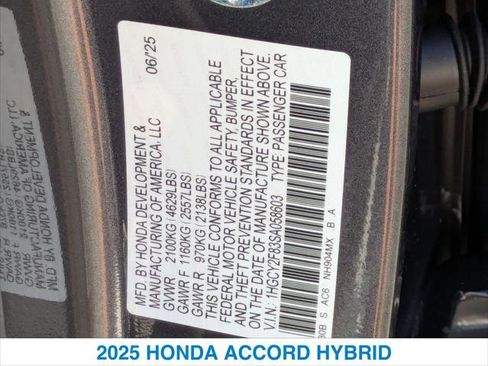 06/25
MFD. BY HONDA DEVELOPMENT &
MANUFACTURING OF AMERICA, LLC
GVWR 2100KG(4629LBS)
GAWR F 1160KG(2557LBS)
GAWR R 970KG(2138LBS)
THIS VEHICLE CONFORMS TO ALL APPLICABLE
FEDERAL MOTOR VEHICLE SAFETY, BUMPER,
AND THEFT PREVENTION STANDARDS IN EFFECT
ON THE DATE OF MANUFACTURE SHOWN ABOVE.
V.I.N. 1HGCY2F83SA068803 TYPE:PASSENGER CAR
30B S AC6 NH904MX B A
2025 HONDA ACCORD HYBRID